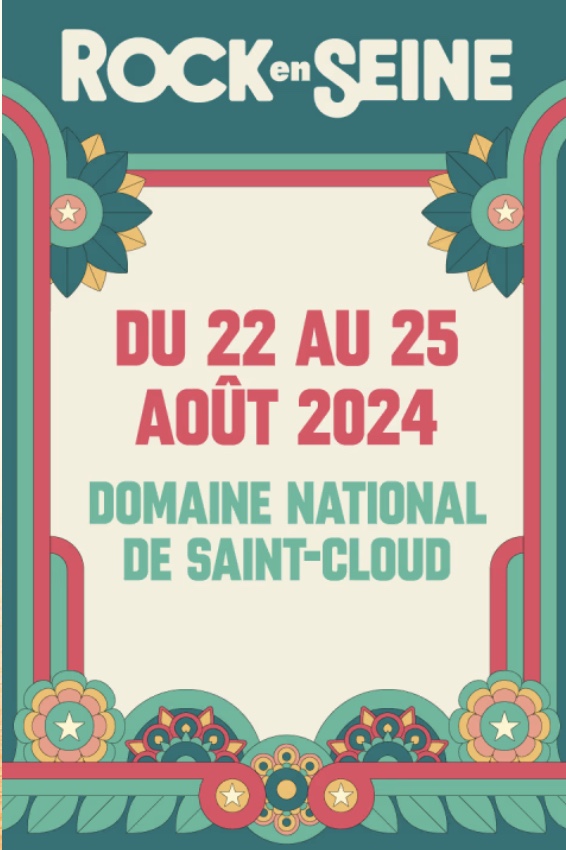 ROCK en SEINE
DU 22 AU 25
AOÛT 2024
DOMAINE NATIONAL
DE SAINT-CLOUD